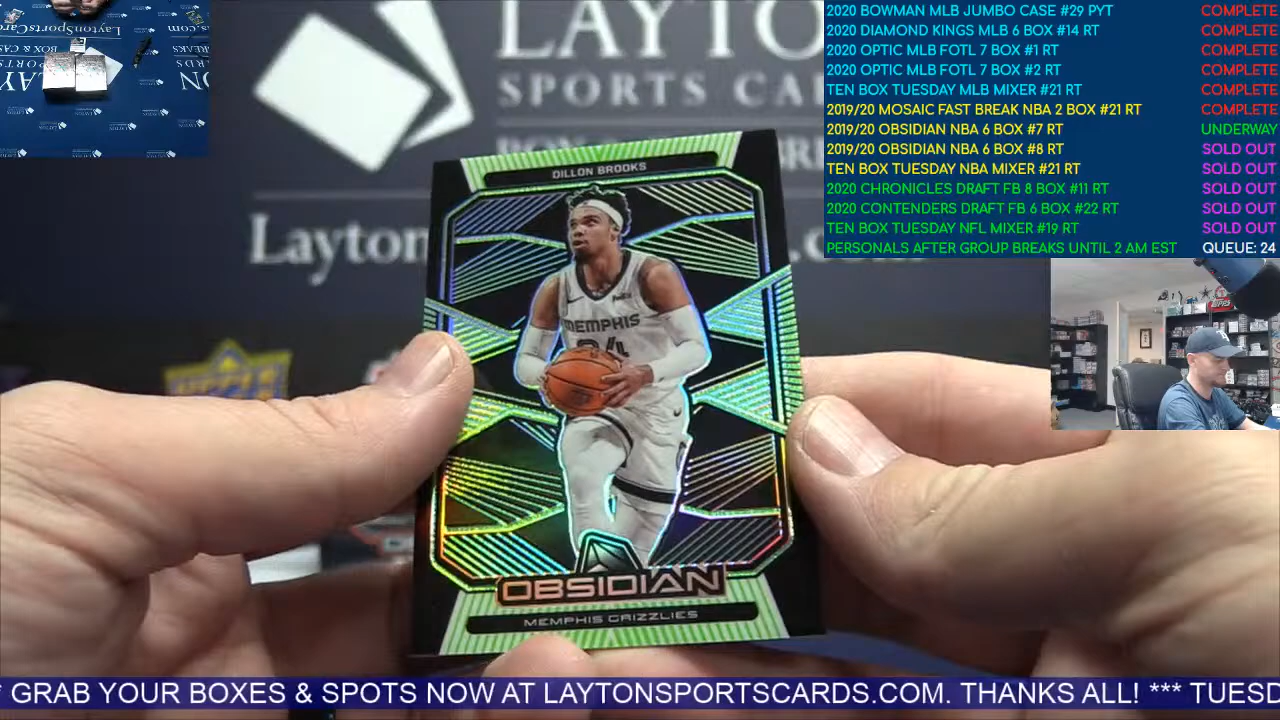 LAYTO
SPORTS CA
Layton
DILLON BROOKS
MEMPHIS
24
OBSIDIAN
MEMPHIS GRIZZLIES
2020 BOWMAN MLB JUMBO CASE #29 PYT COMPLETE
2020 DIAMOND KINGS MLB 6 BOX #14 RT COMPLETE
2020 OPTIC MLB FOTL 7 BOX #1 RT COMPLETE
2020 OPTIC MLB FOTL 7 BOX #2 RT COMPLETE
TEN BOX TUESDAY MLB MIXER #21 RT COMPLETE
2019/20 MOSAIC FAST BREAK NBA 2 BOX #21 RT COMPLETE
2019/20 OBSIDIAN NBA 6 BOX #7 RT UNDERWAY
2019/20 OBSIDIAN NBA 6 BOX #8 RT SOLD OUT
TEN BOX TUESDAY NBA MIXER #21 RT SOLD OUT
2020 CHRONICLES DRAFT FB 8 BOX #11 RT SOLD OUT
2020 CONTENDERS DRAFT FB 6 BOX #22 RT SOLD OUT
TEN BOX TUESDAY NFL MIXER #19 RT SOLD OUT
PERSONALS AFTER GROUP BREAKS UNTIL 2 AM EST QUEUE: 24
* GRAB YOUR BOXES & SPOTS NOW AT LAYTONSPORTSCARDS.COM. THANKS ALL! *** TUESD